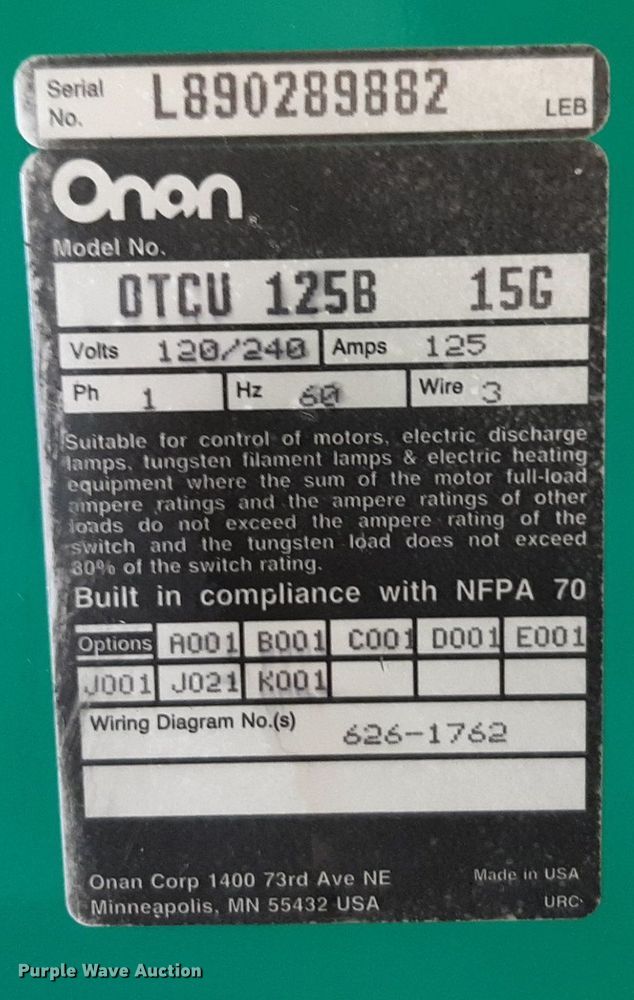 Serial No. L890289882 LEB
Onan®
Model No.
OTCU 125B 15G
Volts 120/240 Amps 125
Ph 1 Hz 60 Wire 3
Suitable for control of motors, electric discharge
lamps, tungsten filament lamps & electric heating
equipment where the sum of the motor full-load
ampere ratings and the ampere ratings of other
loads do not exceed the ampere rating of the
switch and the tungsten load does not exceed
30% of the switch rating.
Built in compliance with NFPA 70
Options A001 B001 C001 D001 E001
J001 J021 K001
Wiring Diagram No.(s) 626-1762
Onan Corp 1400 73rd Ave NE Made in USA
Minneapolis, MN 55432 USA URC
Purple Wave Auction